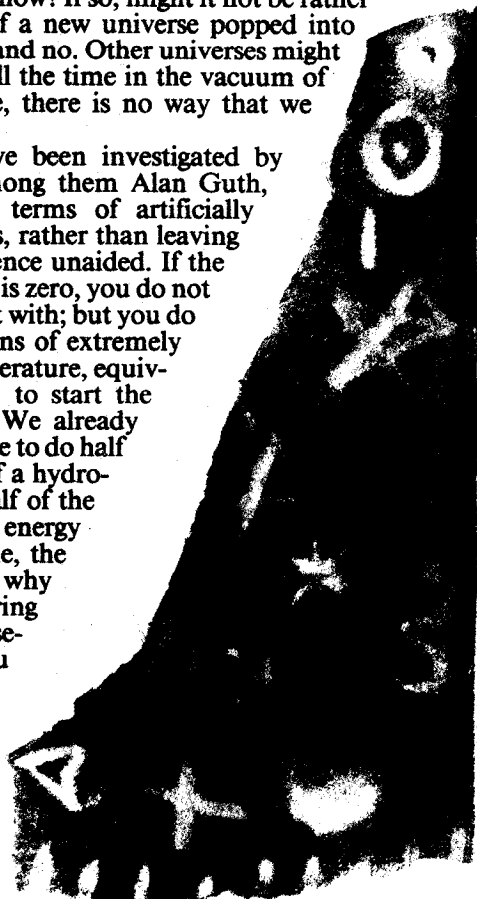 now? If so, might it not be rather
f a new universe popped into
and no. Other universes might
ll the time in the vacuum of
e, there is no way that we
ve been investigated by
ong them Alan Guth,
terms of artificially
s, rather than leaving
ence unaided. If the
is zero, you do not
t with; but you do
ns of extremely
erature, equiv-
to start the
We already
e to do half
f a hydro-
lf of the
energy
e, the
why
ring
se-
u